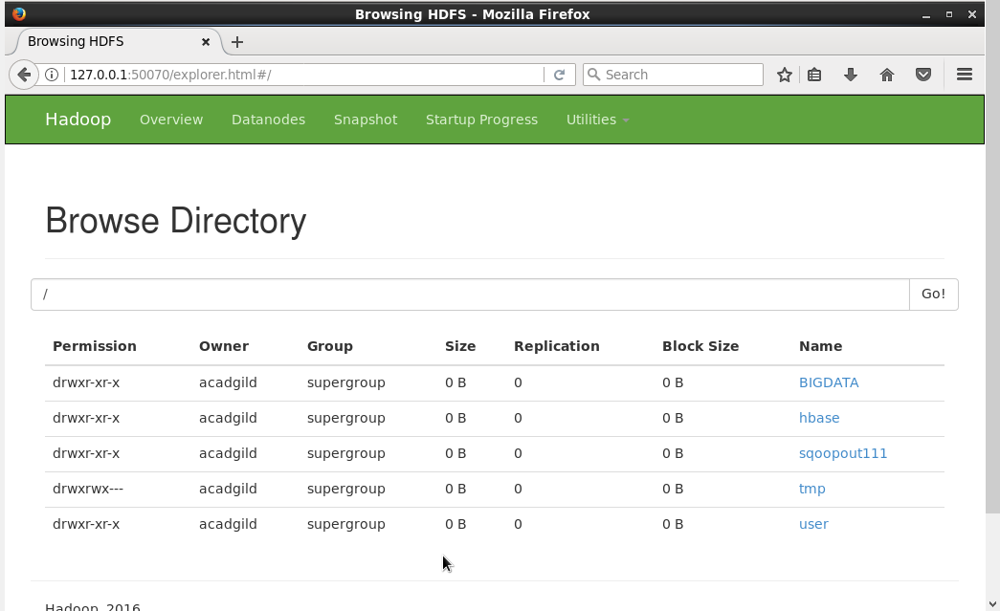 Browsing HDFS - Mozilla Firefox
Browsing HDFS
127.0.0.1:50070/explorer.html#/
Search
Hadoop Overview Datanodes Snapshot Startup Progress Utilities
Browse Directory
/ Go!
Permission Owner Group Size Replication Block Size Name
drwxr-xr-x acadgild supergroup 0 B 0 0 B BIGDATA
drwxr-xr-x acadgild supergroup 0 B 0 0 B hbase
drwxr-xr-x acadgild supergroup 0 B 0 0 B sqoopout111
drwxrwx--- acadgild supergroup 0 B 0 0 B tmp
drwxr-xr-x acadgild supergroup 0 B 0 0 B user
Hadoop, 2016.